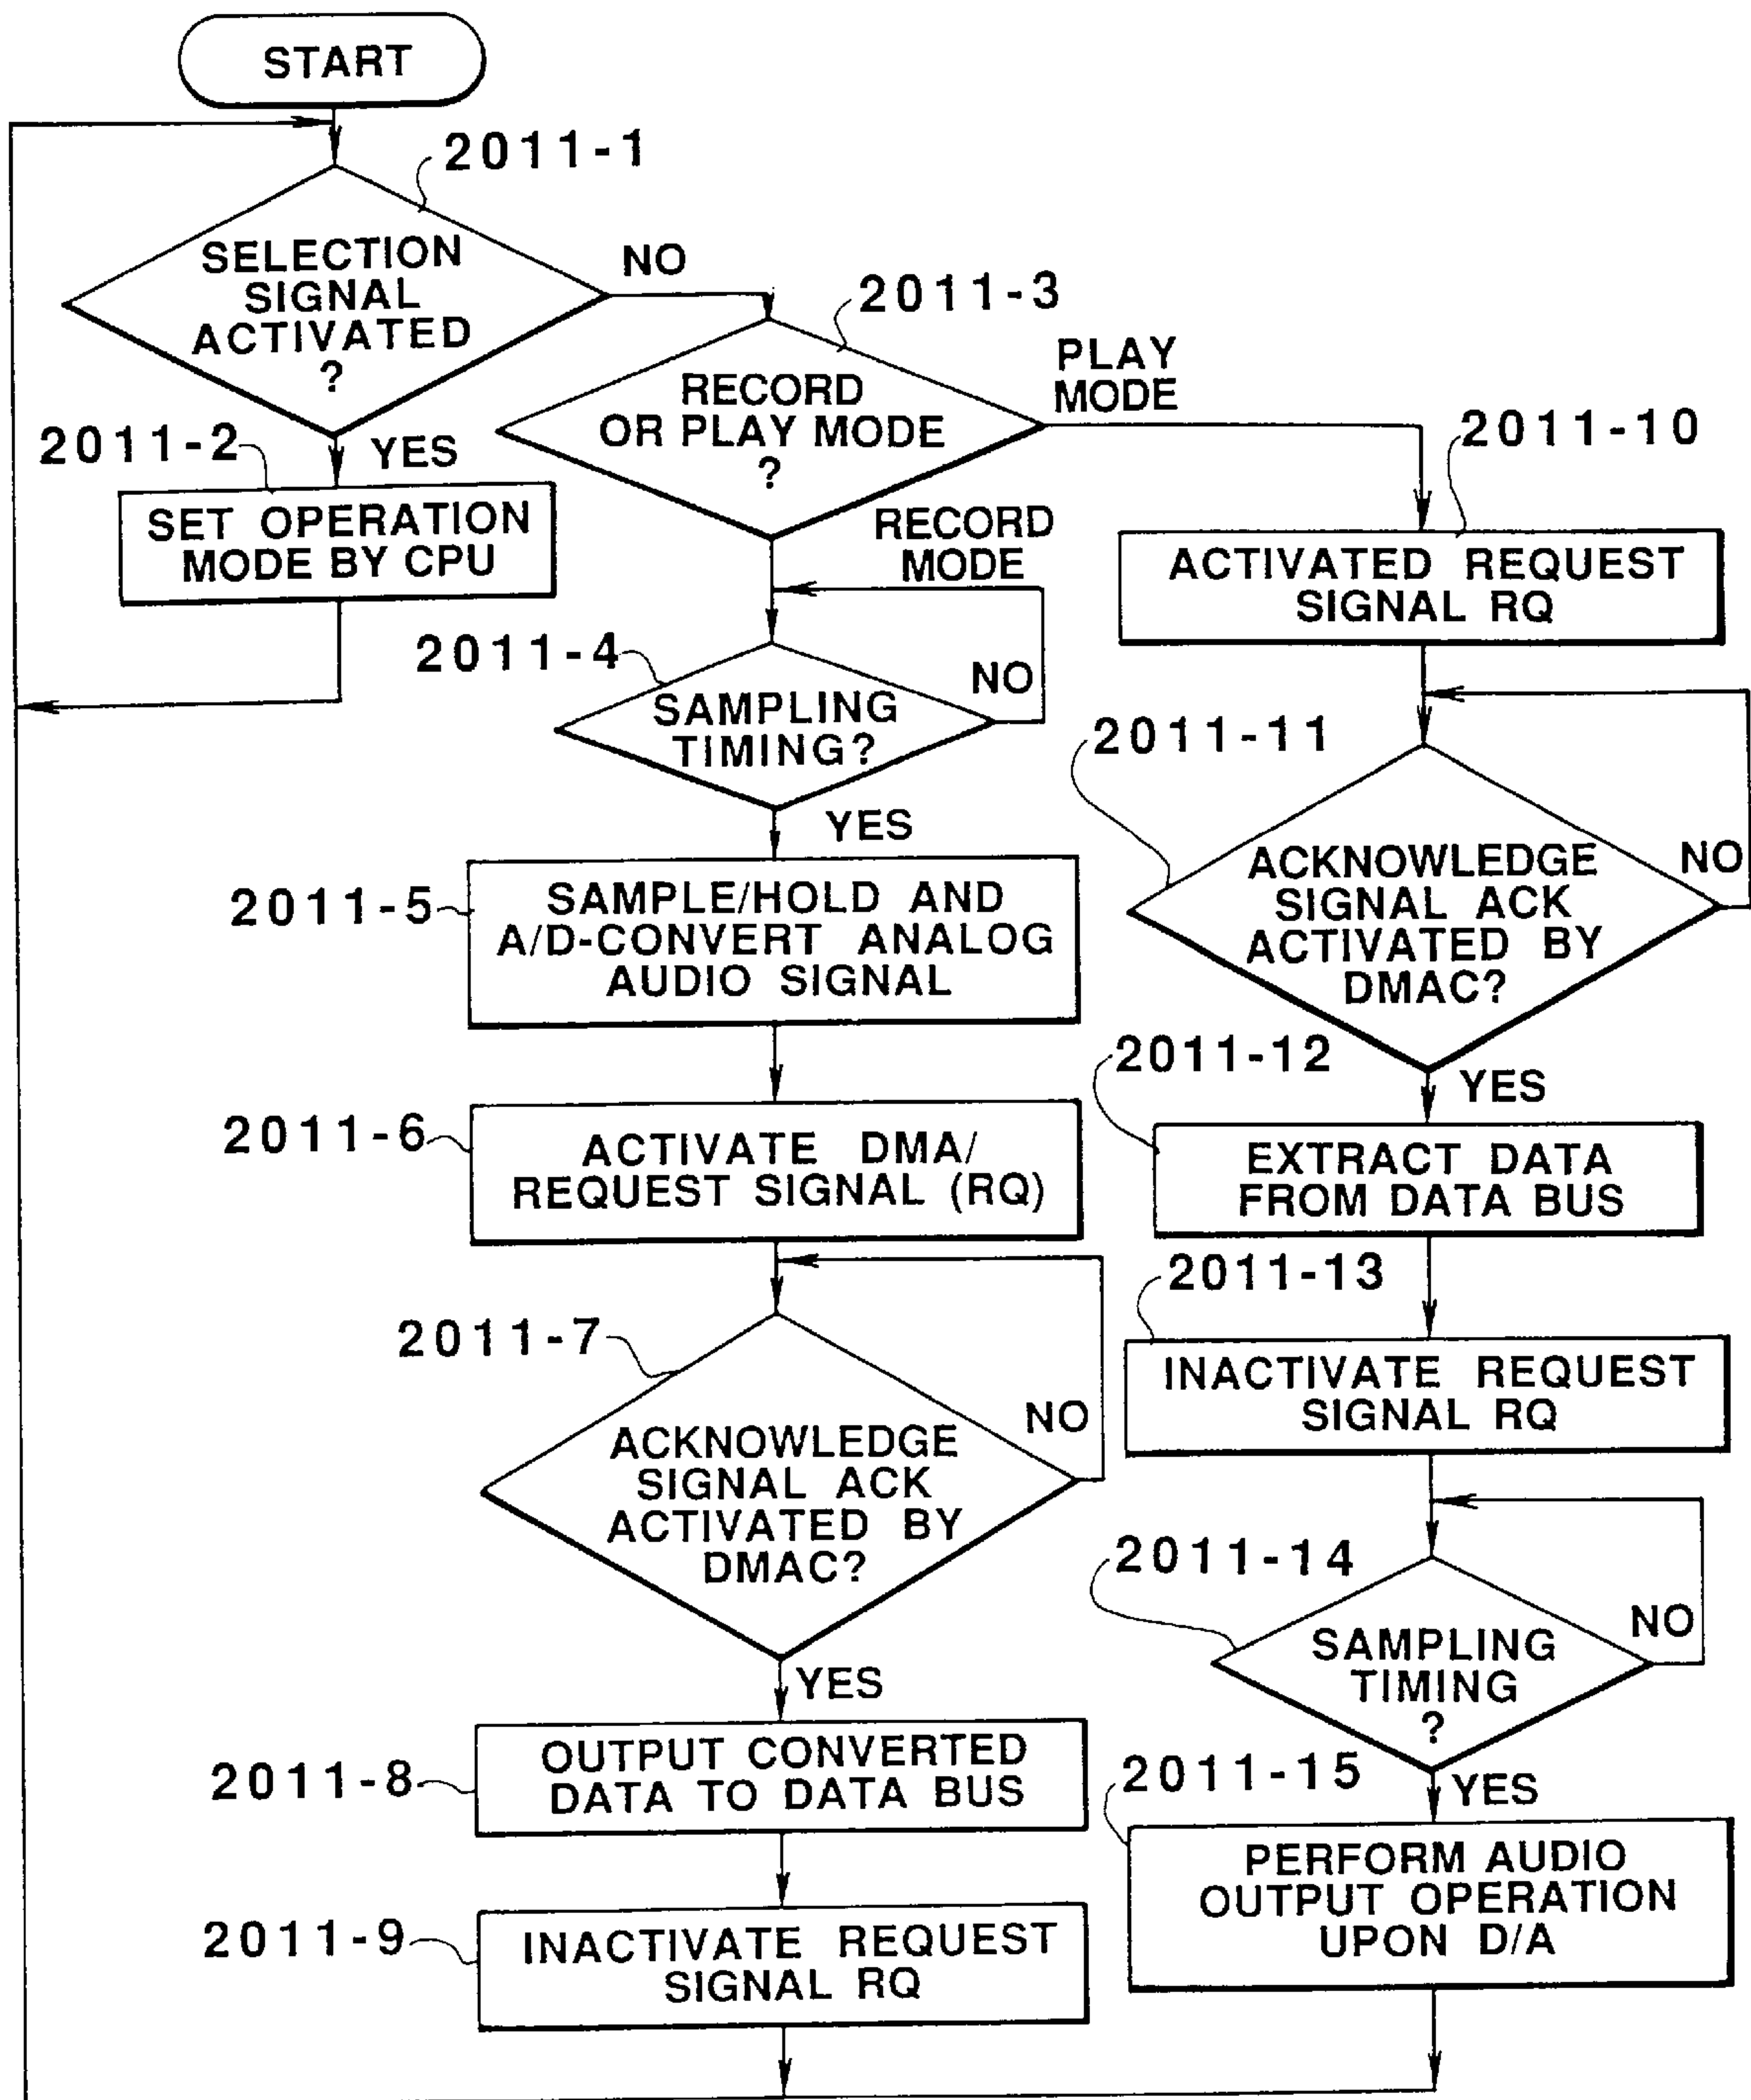 START
2011-1
SELECTION
SIGNAL
ACTIVATED
?
NO
YES
2011-2
SET OPERATION
MODE BY CPU
2011-3
RECORD
OR PLAY MODE
?
PLAY
MODE
RECORD
MODE
2011-4
SAMPLING
TIMING?
NO
YES
2011-5
SAMPLE/HOLD AND
A/D-CONVERT ANALOG
AUDIO SIGNAL
2011-6
ACTIVATE DMA/
REQUEST SIGNAL (RQ)
2011-7
ACKNOWLEDGE
SIGNAL ACK
ACTIVATED BY
DMAC?
NO
YES
2011-8
OUTPUT CONVERTED
DATA TO DATA BUS
2011-9
INACTIVATE REQUEST
SIGNAL RQ
2011-10
ACTIVATED REQUEST
SIGNAL RQ
2011-11
ACKNOWLEDGE
SIGNAL ACK
ACTIVATED BY
DMAC?
NO
YES
2011-12
EXTRACT DATA
FROM DATA BUS
2011-13
INACTIVATE REQUEST
SIGNAL RQ
2011-14
SAMPLING
TIMING
?
NO
YES
2011-15
PERFORM AUDIO
OUTPUT OPERATION
UPON D/A